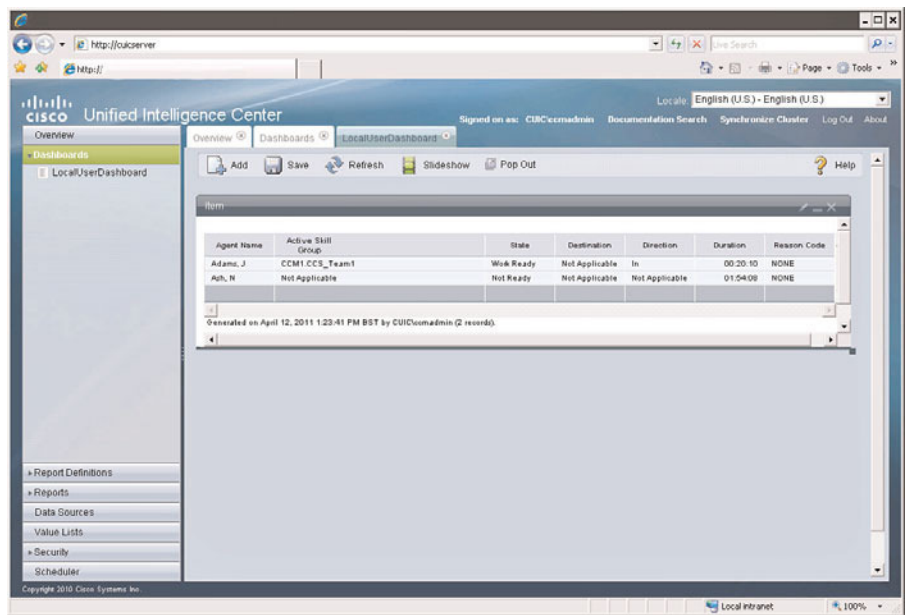 http://cuicserver
Live Search
http://
Page
Tools
CISCO Unified Intelligence Center
Locale: English (U.S.) - English (U.S.)
Signed on as: CUIC\ccmadmin Documentation Search Synchronize Cluster Log Out About
Overview
Dashboards
LocalUserDashboard
Overview Dashboards LocalUserDashboard
Add Save Refresh Slideshow Pop Out Help
Item
Agent Name Active Skill Group State Destination Direction Duration Reason Code
Adams, J CCM1.CCS_Team1 Work Ready Not Applicable In 00:20:10 NONE
Ash, N Not Applicable Not Ready Not Applicable Not Applicable 01:54:08 NONE
Generated on April 12, 2011 1:23:41 PM BST by CUIC\ccmadmin (2 records).
Report Definitions
Reports
Data Sources
Value Lists
Security
Scheduler
Copyright 2010 Cisco Systems Inc.
Local intranet 100%